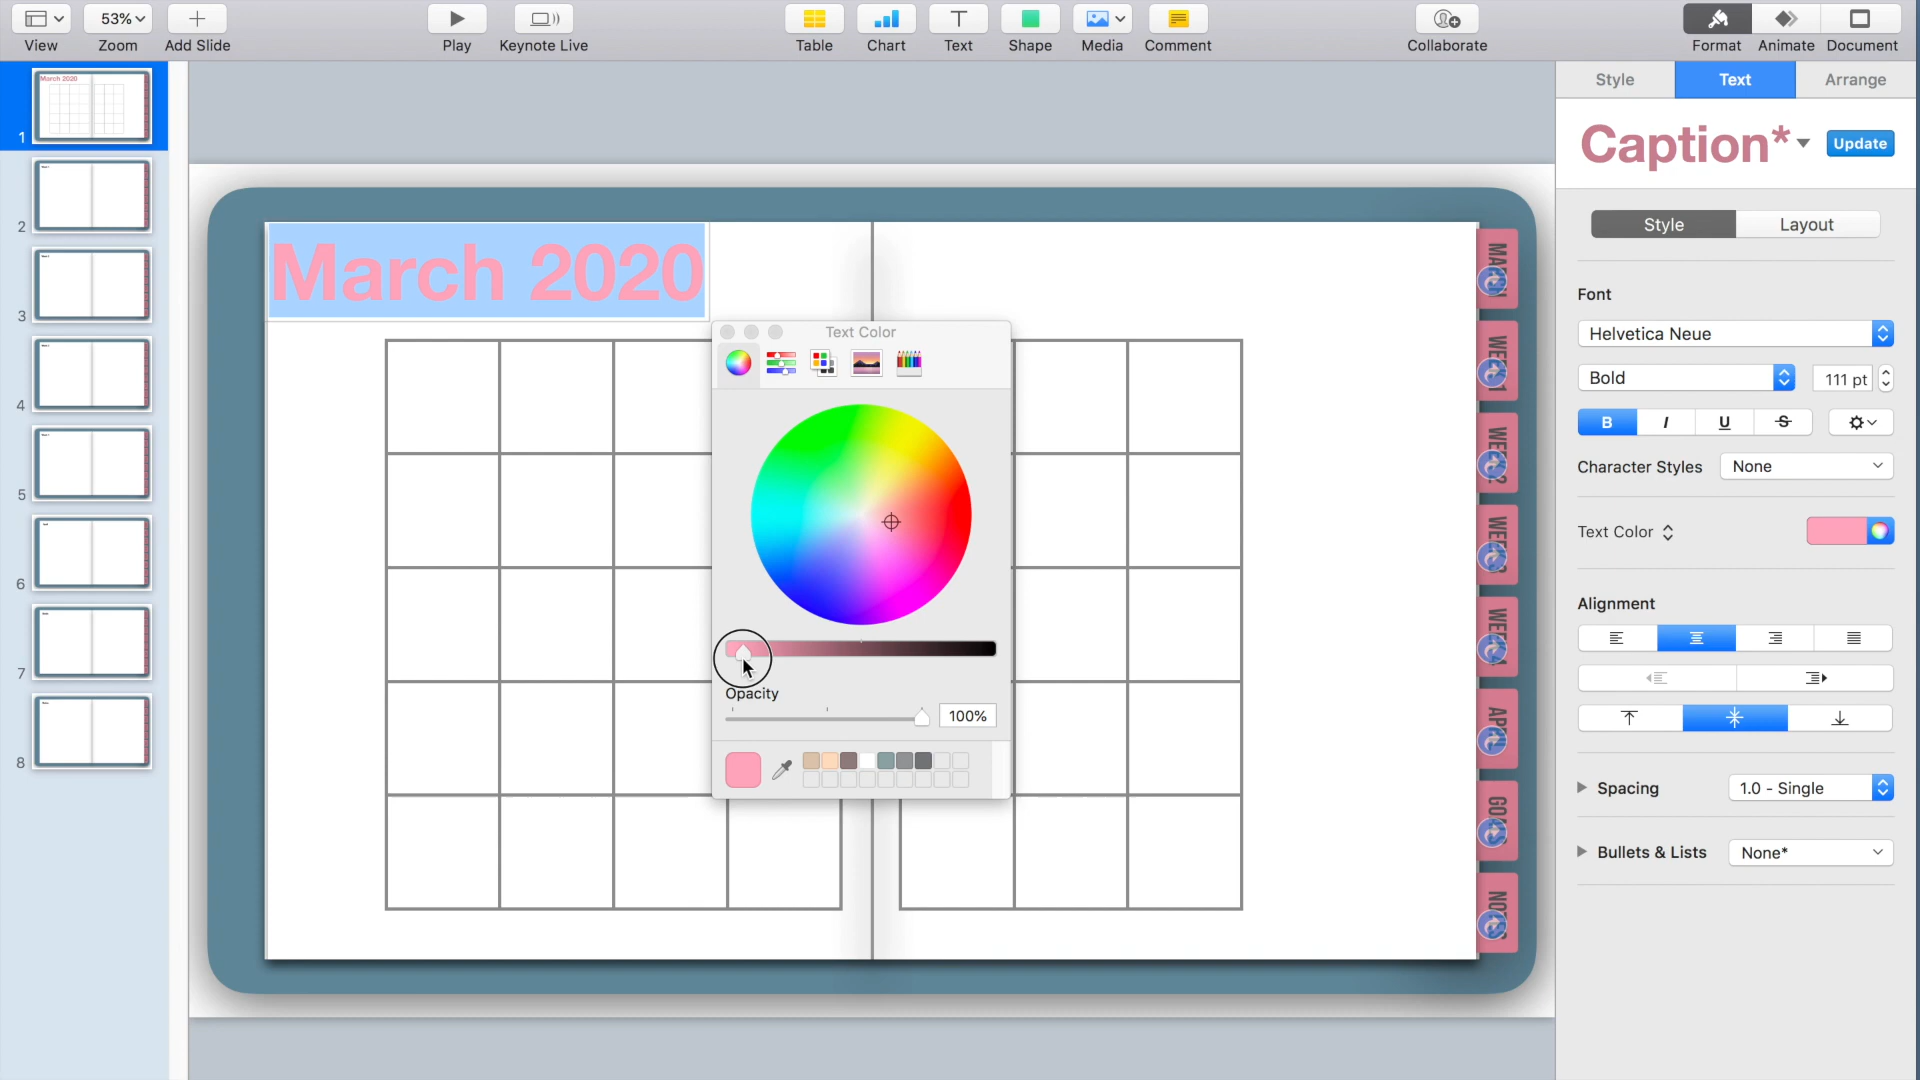 53%
View
Zoom
Add Slide
Play
Keynote Live
Table
Chart
Text
Shape
Media
Comment
Collaborate
Format
Animate
Document
Style
Text
Arrange
Caption*
Update
Style
Layout
Font
Helvetica Neue
Bold
111 pt
B
I
U
S
Character Styles
None
Text Color
Alignment
Spacing
1.0 - Single
Bullets & Lists
None*
March 2020
1
2
3
4
5
6
7
8
March 2020
Text Color
Opacity
100%